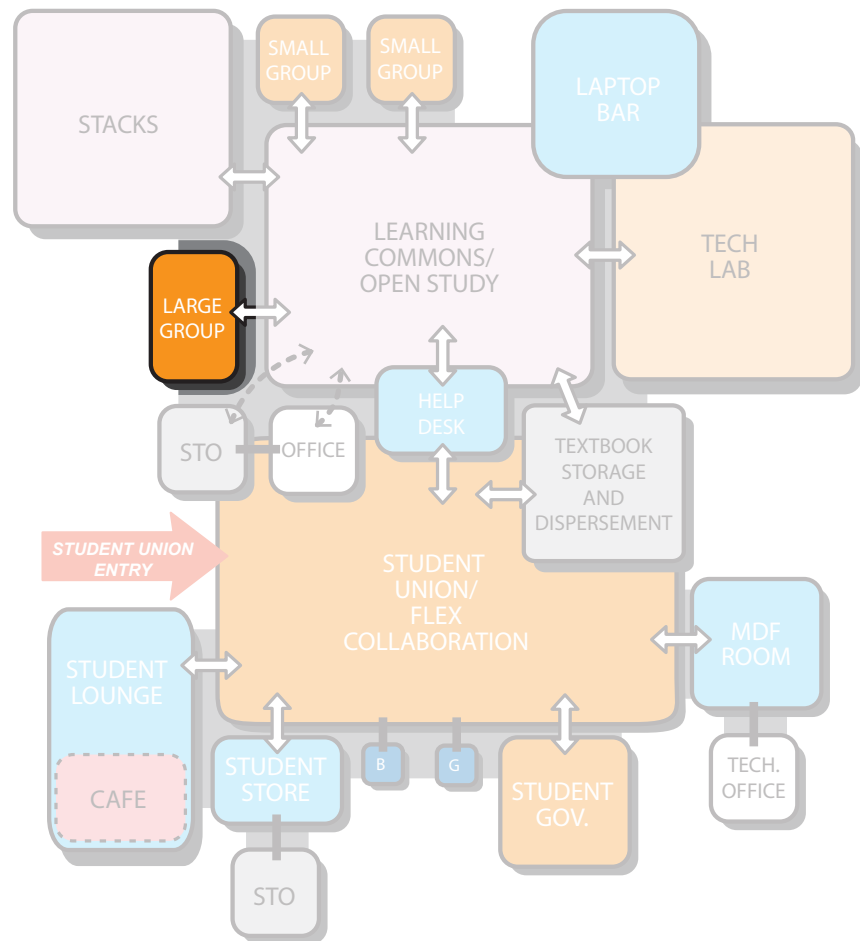 SMALL
GROUP
SMALL
GROUP
LAPTOP
BAR
STACKS
LEARNING
COMMONS/
OPEN STUDY
TECH
LAB
LARGE
GROUP
HELP
DESK
STO
OFFICE
TEXTBOOK
STORAGE
AND
DISPERSEMENT
STUDENT UNION
ENTRY
STUDENT
UNION/
FLEX
COLLABORATION
MDF
ROOM
STUDENT
LOUNGE
CAFE
STUDENT
STORE
B
G
STUDENT
GOV.
TECH.
OFFICE
STO